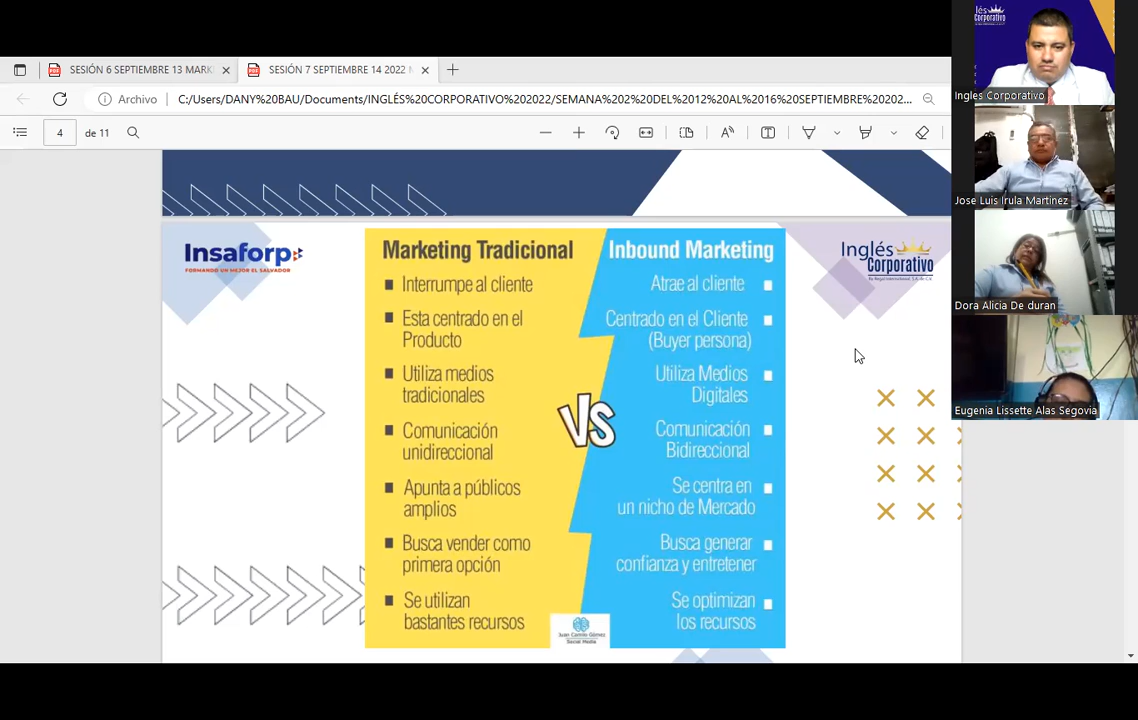 SESIÓN 6 SEPTIEMBRE 13 MARK
SESIÓN 7 SEPTIEMBRE 14 2022 M
Archivo
C:/Users/DANY%20BAU/Documents/INGLÉS%20CORPORATIVO%202022/SEMANA%202%20DEL%2012%20AL%2016%20SEPTIEMBRE%20202...
4
de 11
Insaforp
FORMANDO UN MEJOR EL SALVADOR
Inglés
Corporativo
Marketing Tradicional
Interrumpe al cliente
Esta centrado en el
Producto
Utiliza medios
tradicionales
Comunicación
unidireccional
Apunta a públicos
amplios
Busca vender como
primera opción
Se utilizan
bastantes recursos
VS
Inbound Marketing
Atrae al cliente
Centrado en el Cliente
(Buyer persona)
Utiliza Medios
Digitales
Comunicación
Bidireccional
Se centra en
un nicho de Mercado
Busca generar
confianza y entretener
Se optimizan
los recursos
Juan Camilo Gómez
Social Media
Corporativo
Ingles Corporativo
Jose Luis Irula Martinez
Dora Alicia De duran
Eugenia Lissette Alas Segovia